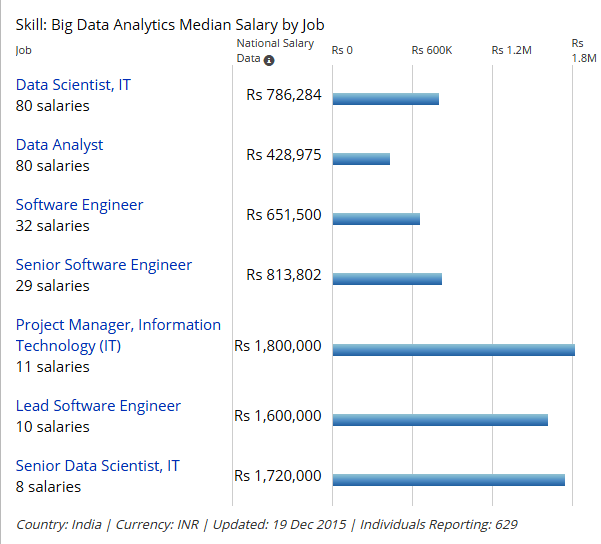 Skill: Big Data Analytics Median Salary by Job
Job
National Salary
Data
Rs 0
Rs 600K
Rs 1.2M
Rs
1.8M
Data Scientist, IT
80 salaries
Rs 786,284
Data Analyst
80 salaries
Rs 428,975
Software Engineer
32 salaries
Rs 651,500
Senior Software Engineer
29 salaries
Rs 813,802
Project Manager, Information
Technology (IT)
11 salaries
Rs 1,800,000
Lead Software Engineer
10 salaries
Rs 1,600,000
Senior Data Scientist, IT
8 salaries
Rs 1,720,000
Country: India | Currency: INR | Updated: 19 Dec 2015 | Individuals Reporting: 629